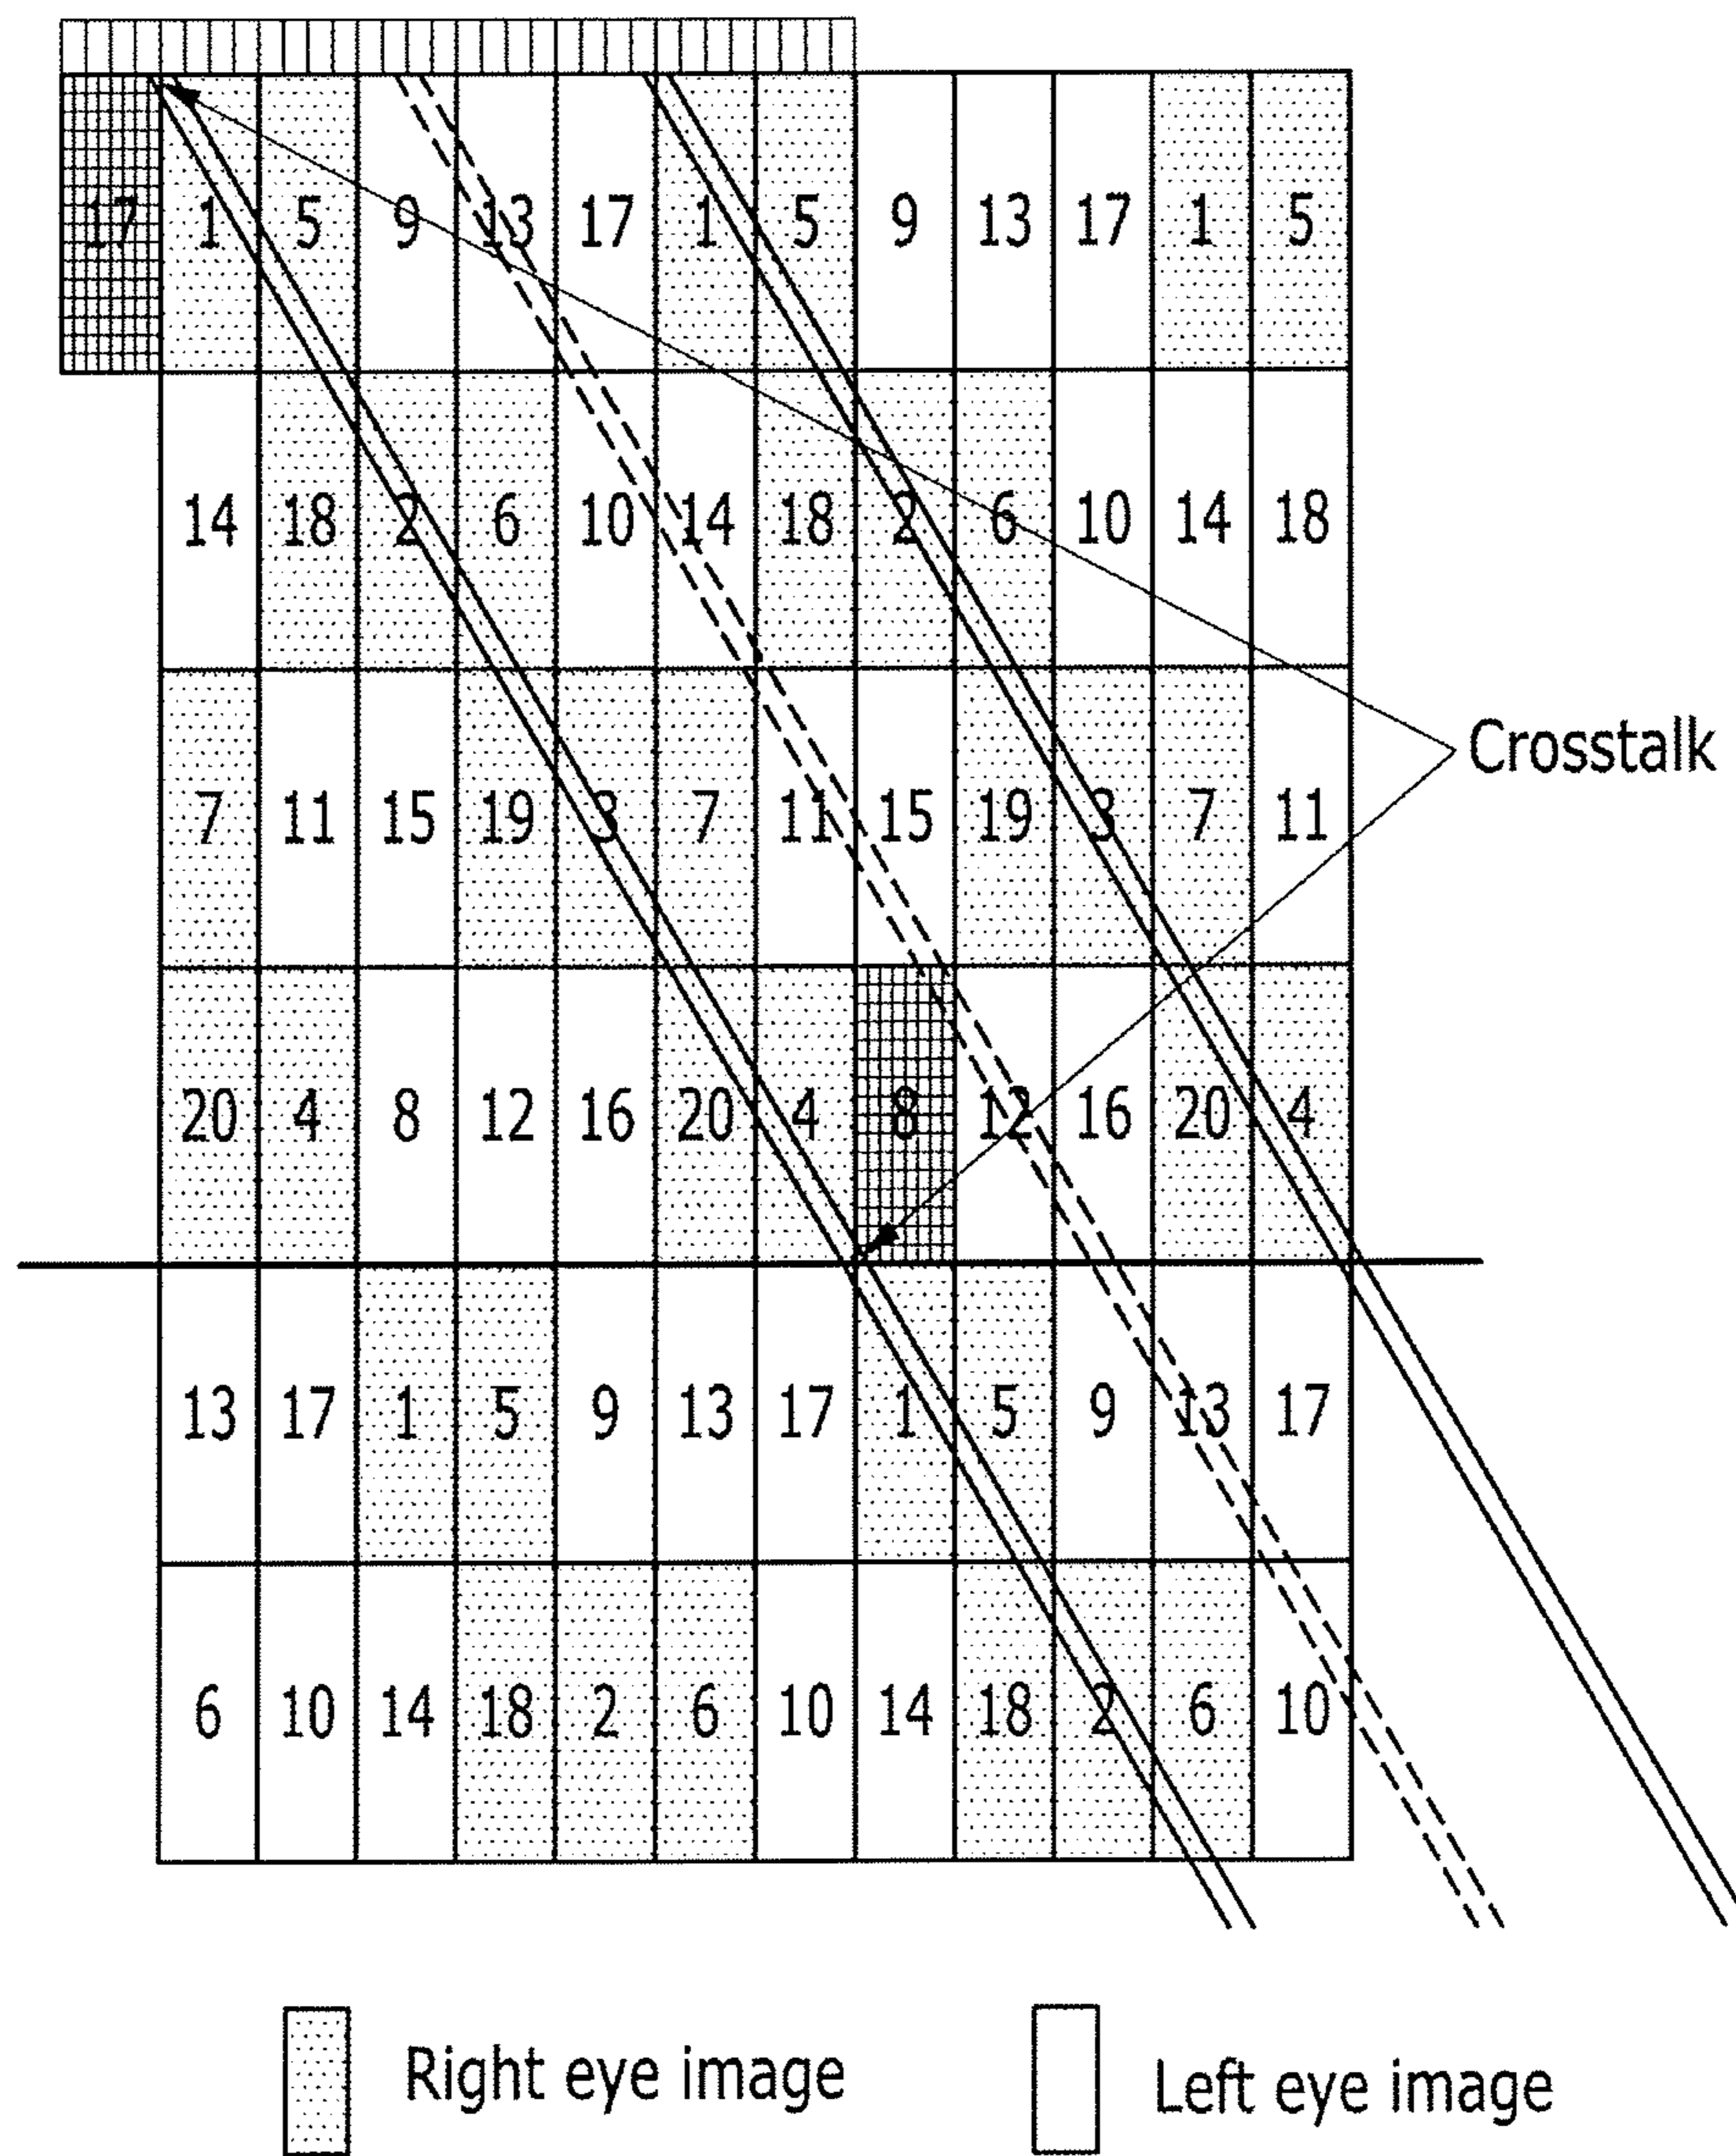 17 1 5 9 13 17 1 5 9 13 17 1 5
14 18 2 6 10 14 18 2 6 10 14 18
7 11 15 19 3 7 11 15 19 3 7 11
Crosstalk
20 4 8 12 16 20 4 8 12 16 20 4
13 17 1 5 9 13 17 1 5 9 13 17
6 10 14 18 2 6 10 14 18 2 6 10
Right eye image Left eye image